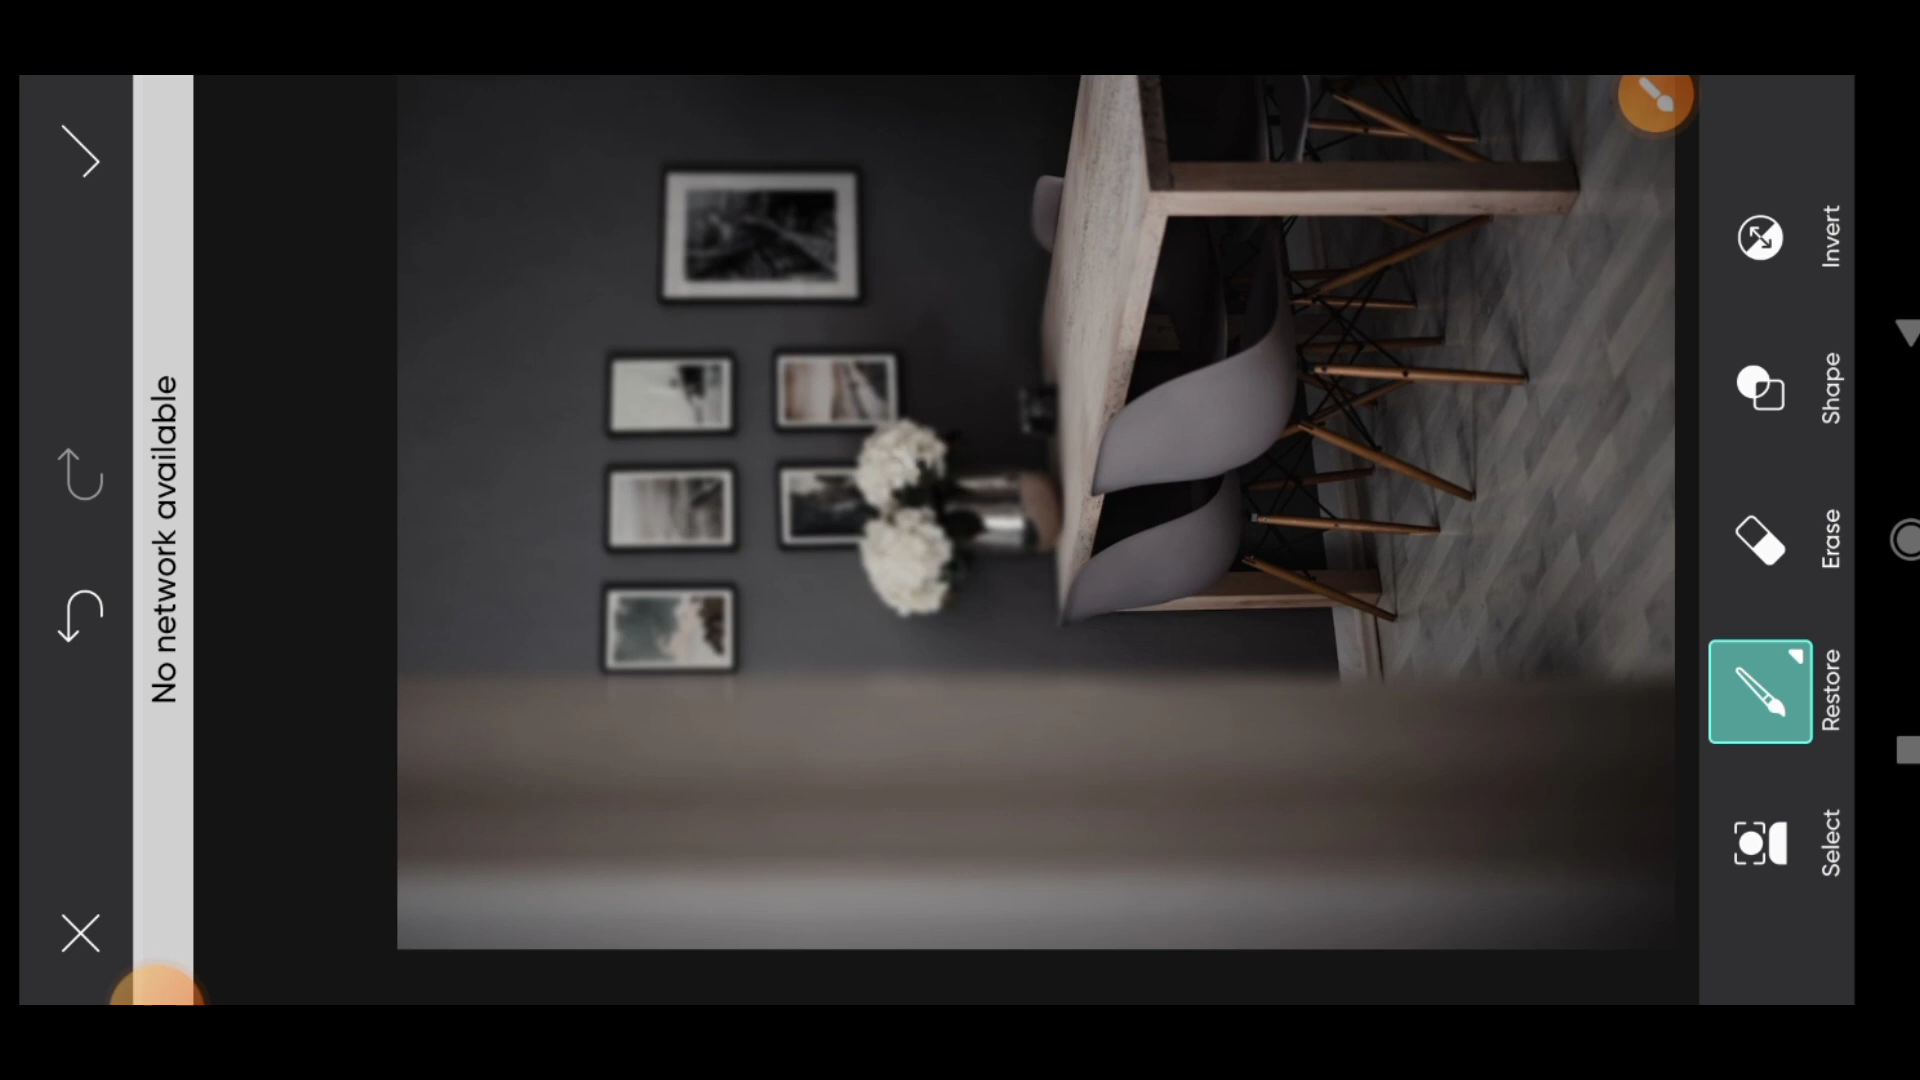 No network available
Select
Restore
Erase
Shape
Invert